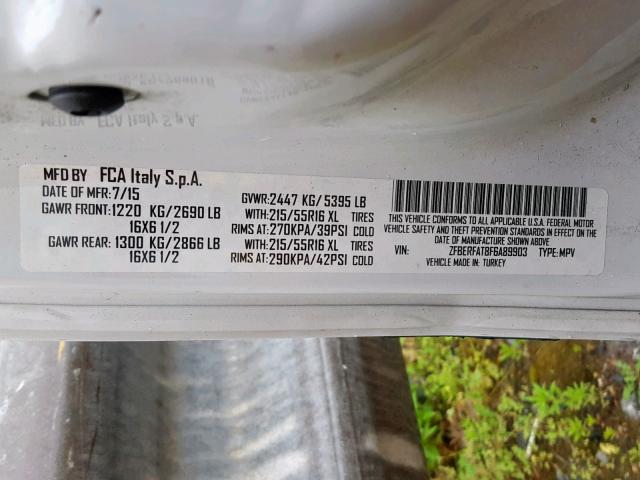 MFD BY FCA Italy S.p.A.
DATE OF MFR:7/15 GVWR:2447 KG/5395 LB
GAWR FRONT:1220 KG/2690 LB WITH:215/55R16 XL TIRES
16X6 1/2 RIMS AT:270KPA/39PSI COLD
GAWR REAR:1300 KG/2866 LB WITH:215/55R16 XL TIRES
16X6 1/2 RIMS AT:290KPA/42PSI COLD
THIS VEHICLE CONFORMS TO ALL APPLICABLE U.S.A. FEDERAL MOTOR
VEHICLE SAFETY AND THEFT PREVENTION STANDARDS IN EFFECT ON THE
DATE OF MANUFACTURE SHOWN ABOVE.
VIN: ZFBERFAT8F6A89903 TYPE:MPV
VEHICLE MADE IN: TURKEY